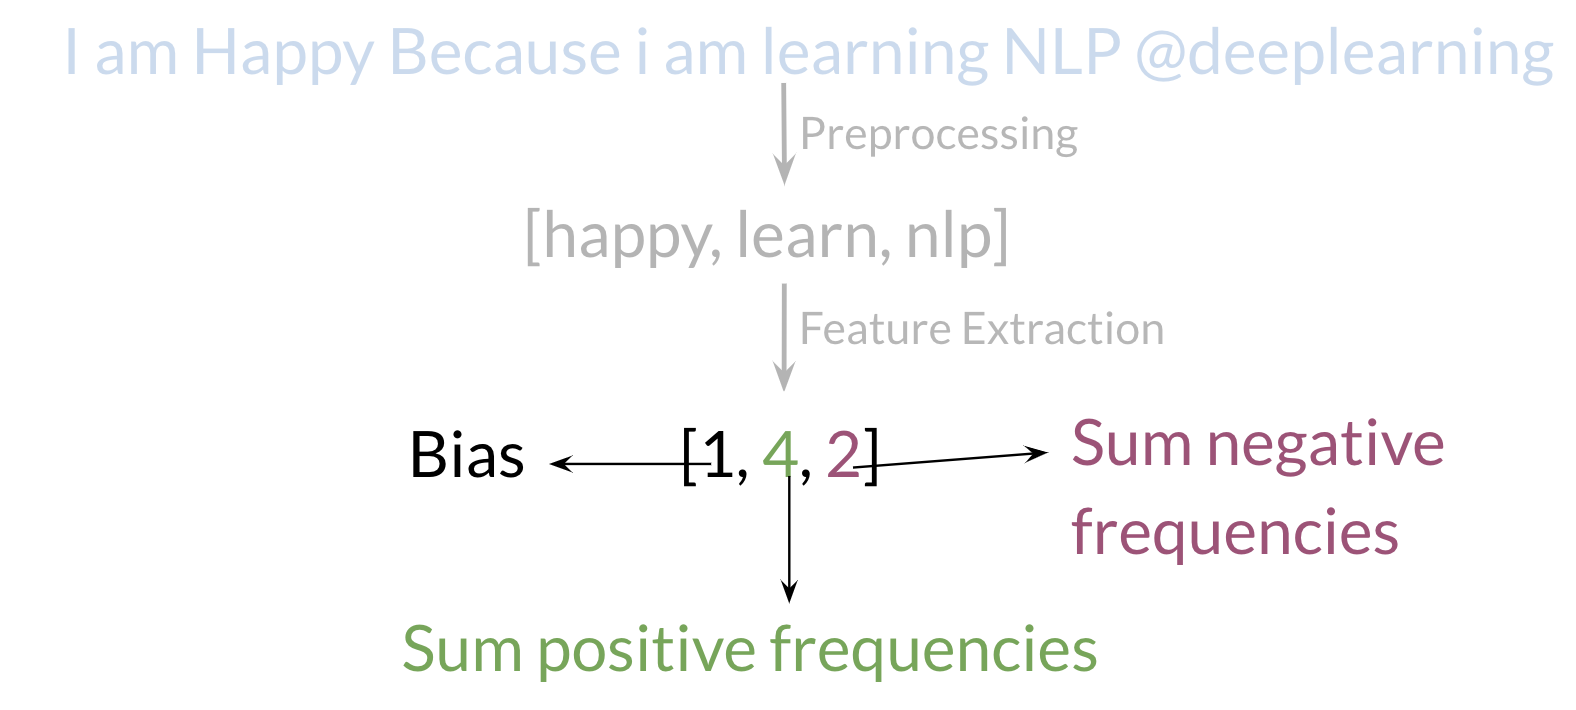 I am Happy Because i am learning NLP @deeplearning
Preprocessing
[happy, learn, nlp]
Feature Extraction
Bias
[1, 4, 2]
Sum negative
frequencies
Sum positive frequencies